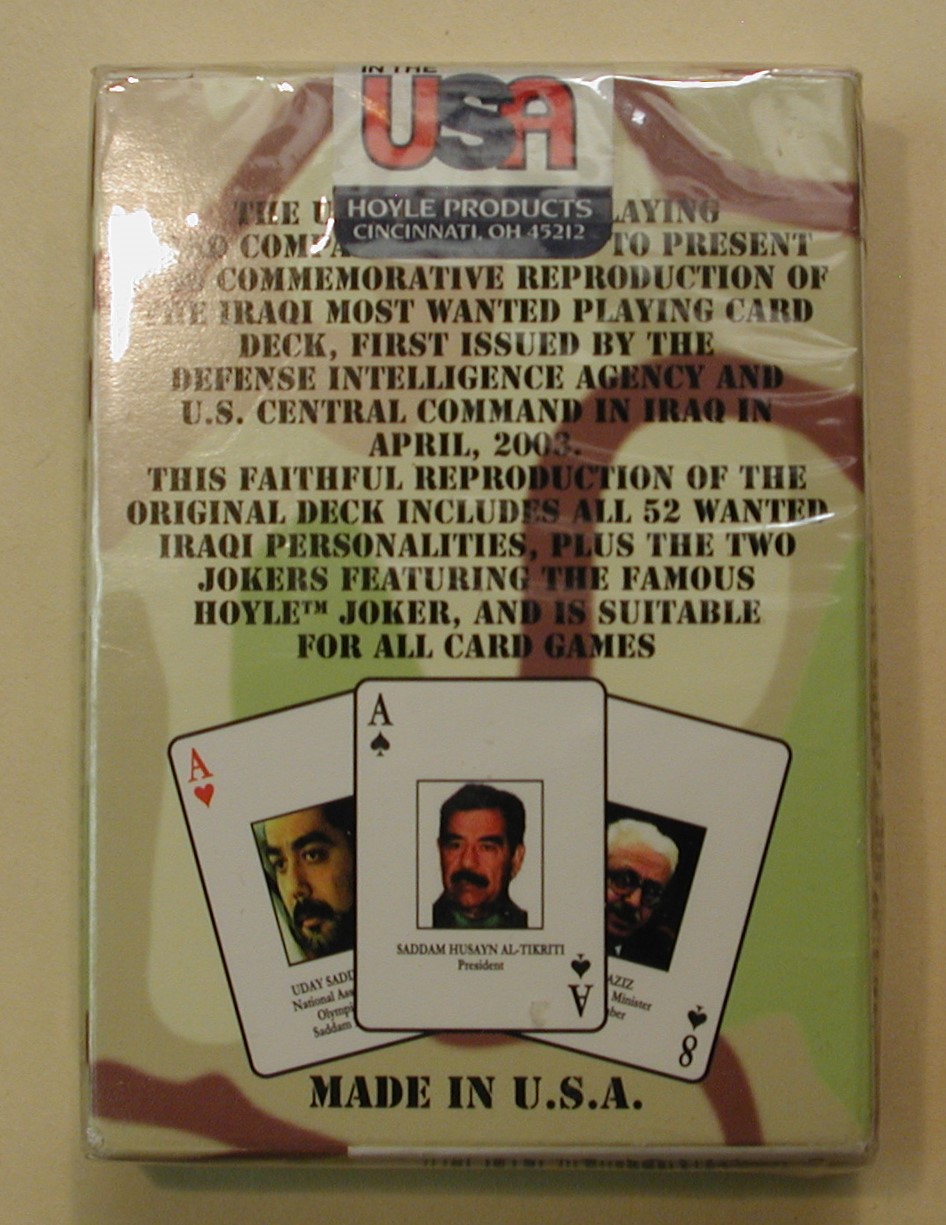 IN THE
USA
HOYLE PRODUCTS
CINCINNATI, OH 45212
THE U LAYING
COMPA TO PRESENT
COMMEMORATIVE REPRODUCTION OF
THE IRAQI MOST WANTED PLAYING CARD
DECK, FIRST ISSUED BY THE
DEFENSE INTELLIGENCE AGENCY AND
U.S. CENTRAL COMMAND IN IRAQ IN
APRIL, 2003.
THIS FAITHFUL REPRODUCTION OF THE
ORIGINAL DECK INCLUDES ALL 52 WANTED
IRAQI PERSONALITIES, PLUS THE TWO
JOKERS FEATURING THE FAMOUS
HOYLE™ JOKER, AND IS SUITABLE
FOR ALL CARD GAMES
A
UDAY SADD
National Ass
Olymp
Saddam
A
SADDAM HUSAYN AL-TIKRITI
President
A
AZIZ
Minister
ber
8
MADE IN U.S.A.